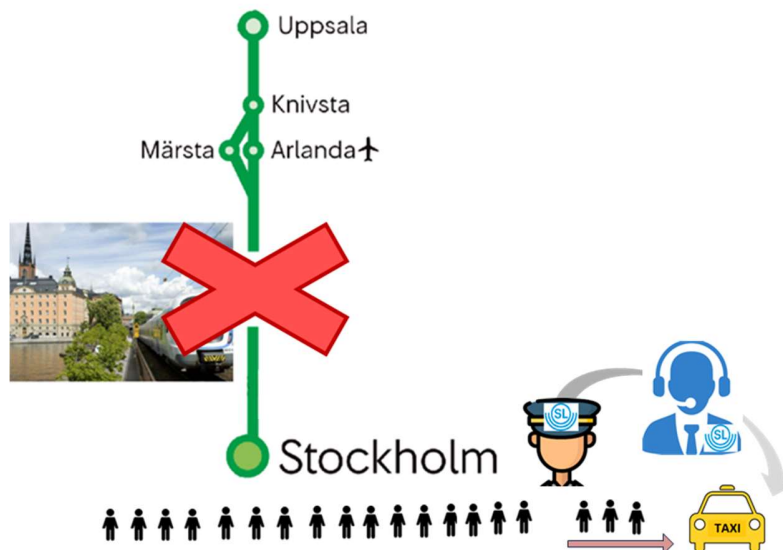 Uppsala
Knivsta
Märsta
Arlanda
Stockholm
SL
SL
TAXI